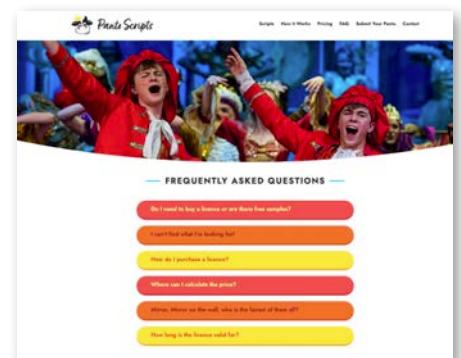 Panto Scripts
Scripts How It Works Pricing FAQ Submit Your Panto Contact
FREQUENTLY ASKED QUESTIONS
Do I need to buy a licence or are there free samples?
I can't find what I'm looking for!
How do I purchase a licence?
Where can I calculate the price?
Mirror, Mirror on the wall, who is the fairest of them all?
How long is the licence valid for?